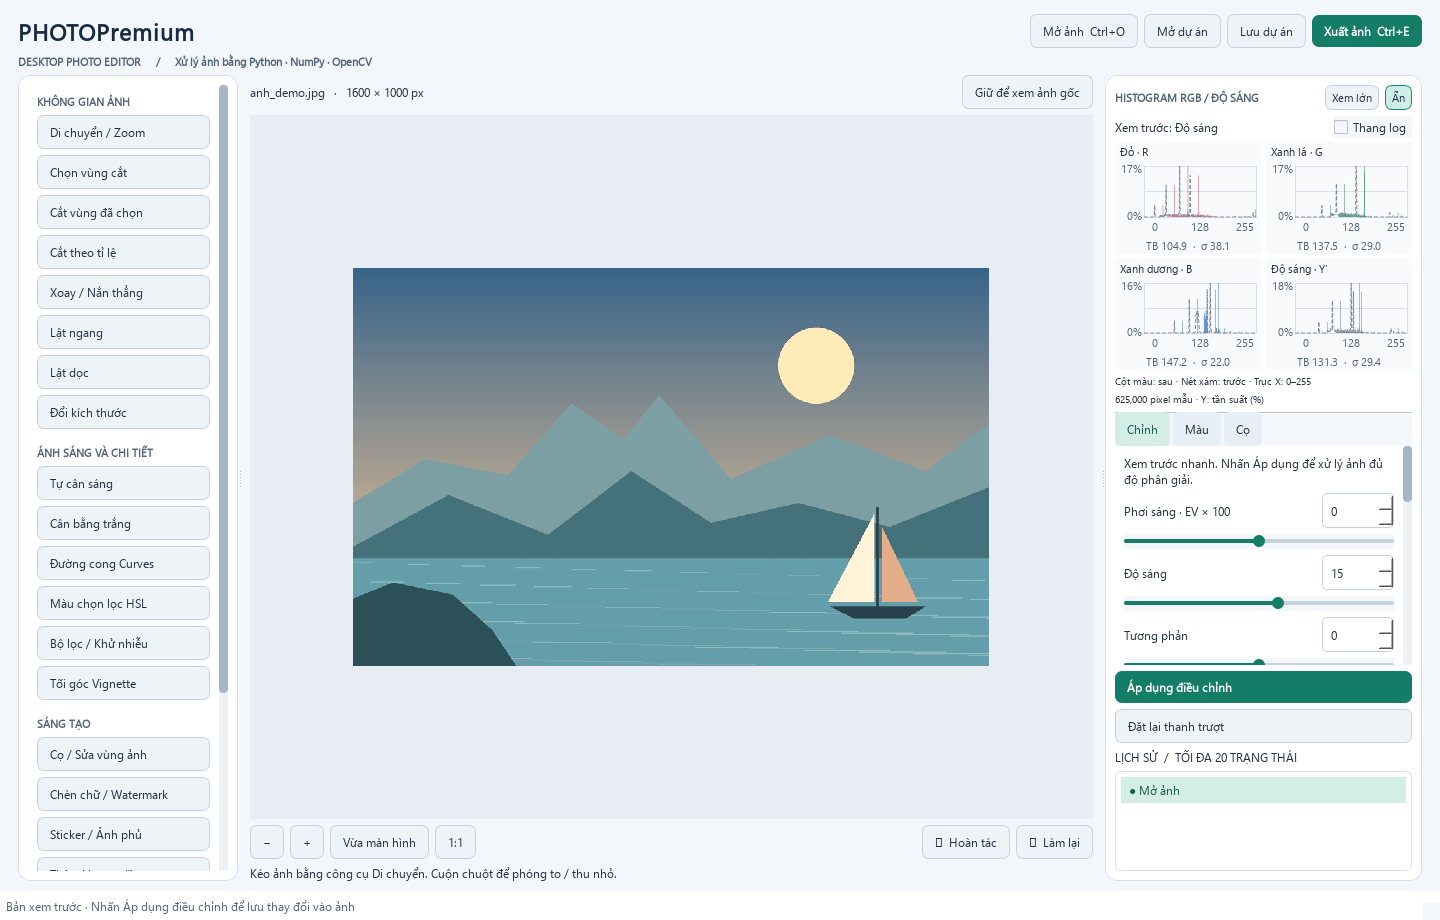 PHOTOPremium
Mở ảnh  Ctrl+O
Mở dự án
Lưu dự án
Xuất ảnh  Ctrl+E
DESKTOP PHOTO EDITOR  /  Xử lý ảnh bằng Python · NumPy · OpenCV
KHÔNG GIAN ẢNH
Di chuyển / Zoom
Chọn vùng cắt
Cắt vùng đã chọn
Cắt theo tỉ lệ
Xoay / Nắn thẳng
Lật ngang
Lật dọc
Đổi kích thước
ÁNH SÁNG VÀ CHI TIẾT
Tự cân sáng
Cân bằng trắng
Đường cong Curves
Màu chọn lọc HSL
Bộ lọc / Khử nhiễu
Tối góc Vignette
SÁNG TẠO
Cọ / Sửa vùng ảnh
Chèn chữ / Watermark
Sticker / Ảnh phủ
anh_demo.jpg  ·  1600 × 1000 px
Giữ để xem ảnh gốc
−
+
Vừa màn hình
1:1
Hoàn tác
Làm lại
Kéo ảnh bằng công cụ Di chuyển. Cuộn chuột để phóng to / thu nhỏ.
HISTOGRAM RGB / ĐỘ SÁNG
Xem lớn
Ẩn
Xem trước: Độ sáng
Thang log
Đỏ · R
17%
0%
0 128 255
TB 104.9 · σ 38.1
Xanh lá · G
17%
0%
0 128 255
TB 137.5 · σ 29.0
Xanh dương · B
16%
0%
0 128 255
TB 147.2 · σ 22.0
Độ sáng · Y'
18%
0%
0 128 255
TB 131.3 · σ 29.4
Cột màu: sau · Nét xám: trước · Trục X: 0–255
625,000 pixel mẫu · Y: tần suất (%)
Chỉnh
Màu
Cọ
Xem trước nhanh. Nhấn Áp dụng để xử lý ảnh đủ
độ phân giải.
Phơi sáng · EV × 100
0
Độ sáng
15
Tương phản
0
Áp dụng điều chỉnh
Đặt lại thanh trượt
LỊCH SỬ  /  TỐI ĐA 20 TRẠNG THÁI
● Mở ảnh
Bản xem trước · Nhấn Áp dụng điều chỉnh để lưu thay đổi vào ảnh